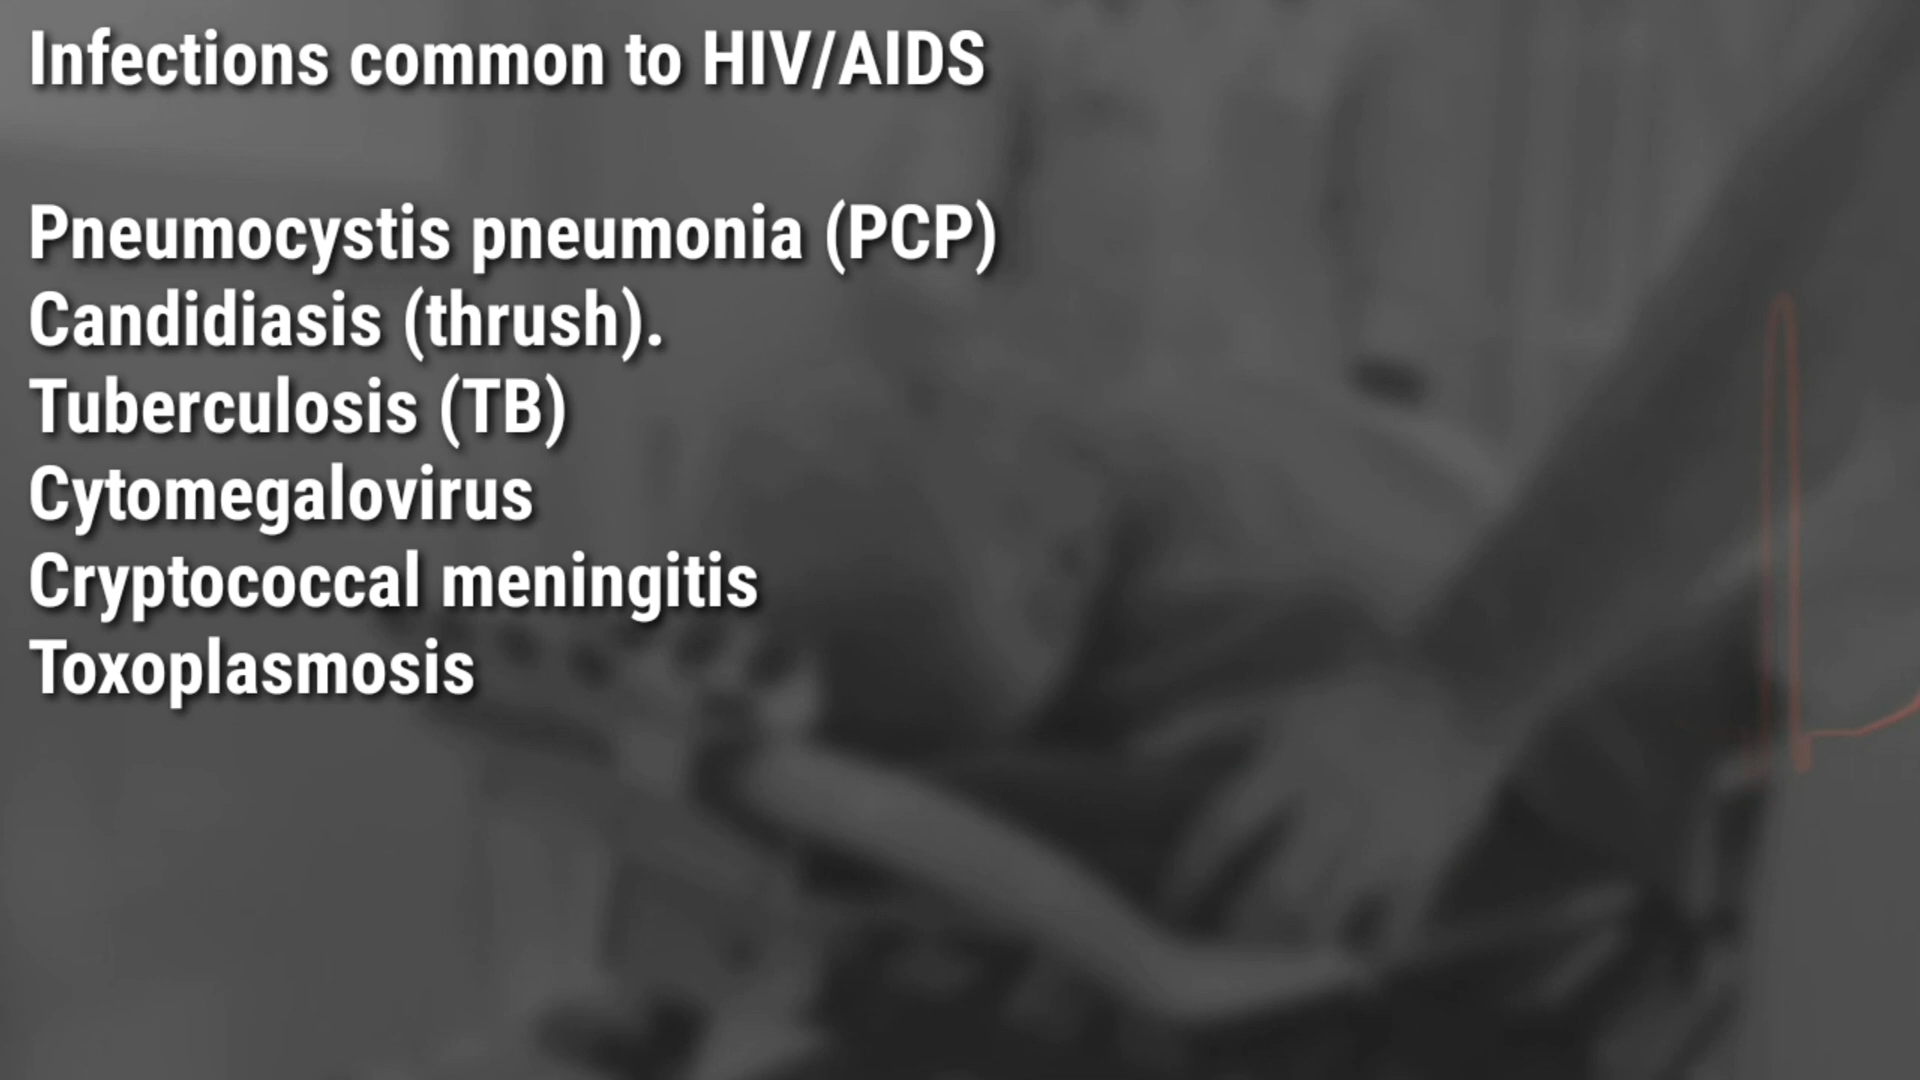 Infections common to HIV/AIDS
Pneumocystis pneumonia (PCP)
Candidiasis (thrush).
Tuberculosis (TB)
Cytomegalovirus
Cryptococcal meningitis
Toxoplasmosis